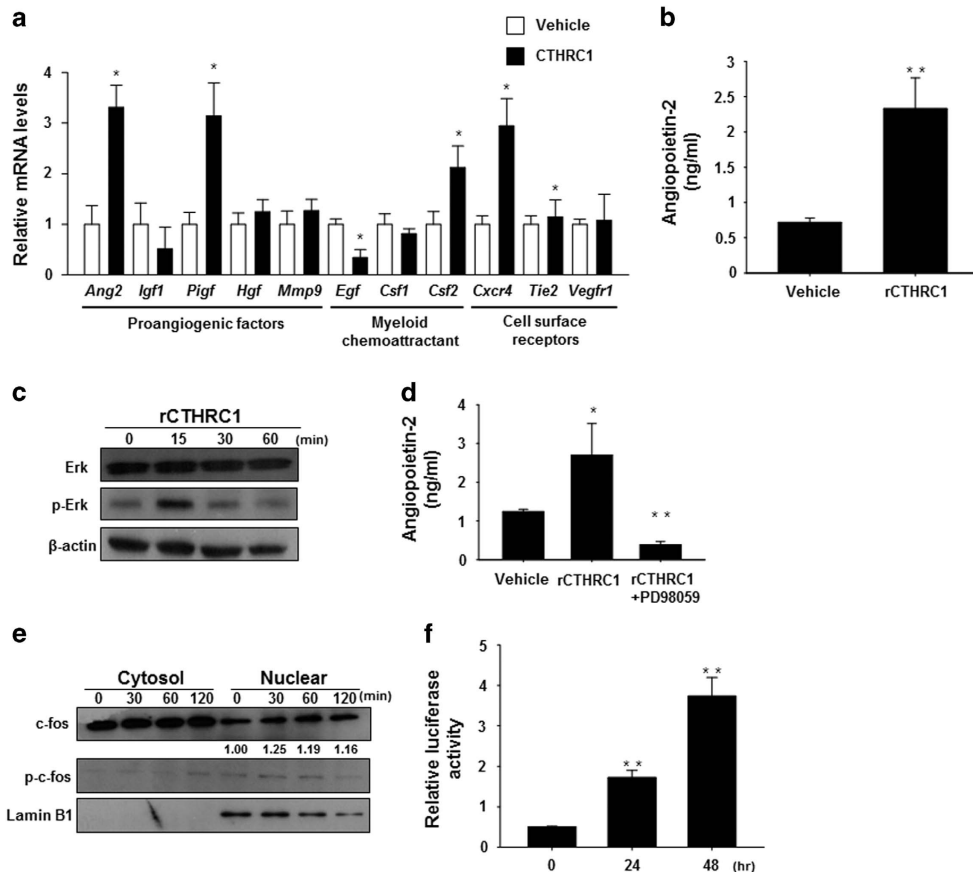 a
Vehicle
CTHRC1
Relative mRNA levels
4
3
2
1
0
*
*
*
*
*
*
Ang2 Igf1 Pigf Hgf Mmp9 Egf Csf1 Csf2 Cxcr4 Tie2 Vegfr1
Proangiogenic factors
Myeloid
chemoattractant
Cell surface
receptors
b
Angiopoietin-2
(ng/ml)
3
2.5
2
1.5
1
0.5
0
* *
Vehicle rCTHRC1
c
rCTHRC1
0 15 30 60 (min)
Erk
p-Erk
β-actin
d
Angiopoietin-2
(ng/ml)
4
3
2
1
0
*
* *
Vehicle rCTHRC1 rCTHRC1
+PD98059
e
Cytosol Nuclear
0 30 60 120 0 30 60 120 (min)
c-fos
1.00 1.25 1.19 1.16
p-c-fos
Lamin B1
f
Relative luciferase
activity
5
4
3
2
1
0
* *
* *
0 24 48 (hr)